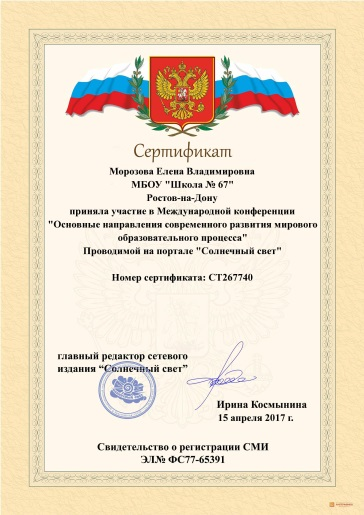 Сертификат
Морозова Елена Владимировна
МБОУ "Школа № 67"
Ростов-на-Дону
приняла участие в Международной конференции
"Основные направления современного развития мирового
образовательного процесса"
Проводимой на портале "Солнечный свет"
Номер сертификата: СТ267740
главный редактор сетевого
издания “Солнечный свет”
Ирина Космынина
15 апреля 2017 г.
Свидетельство о регистрации СМИ
ЭЛ№ ФС77-65391